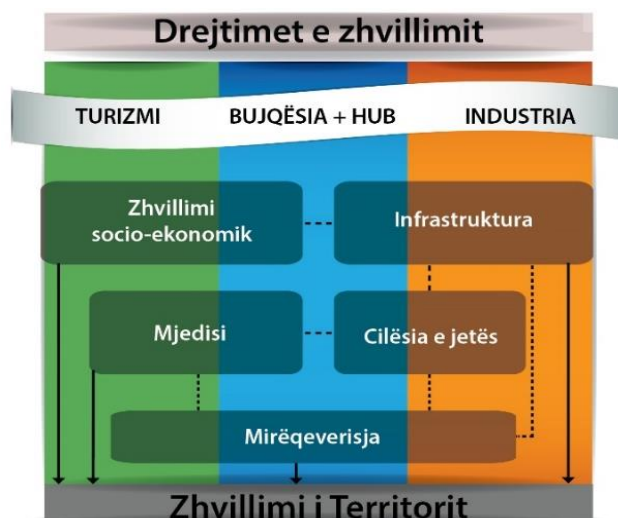 Drejtimet e zhvillimit
TURIZMI BUJQËSIA + HUB INDUSTRIA
Zhvillimi
socio-ekonomik
Infrastruktura
Mjedisi
Cilësia e jetës
Mirëqeverisja
Zhvillimi i Territorit